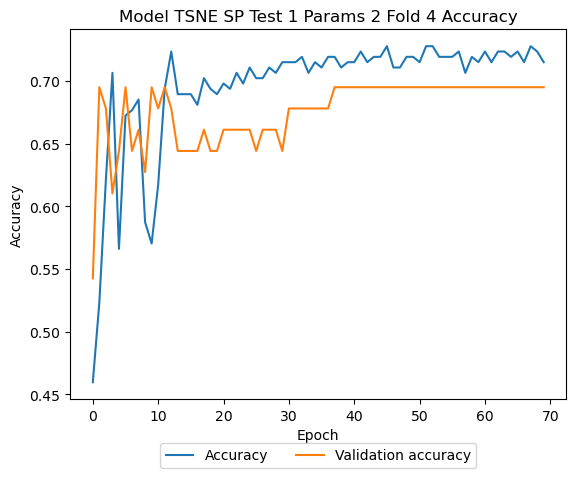 Model TSNE SP Test 1 Params 2 Fold 4 Accuracy
Accuracy
0.70
0.65
0.60
0.55
0.50
0.45
0 10 20 30 40 50 60 70
Epoch
Accuracy Validation accuracy